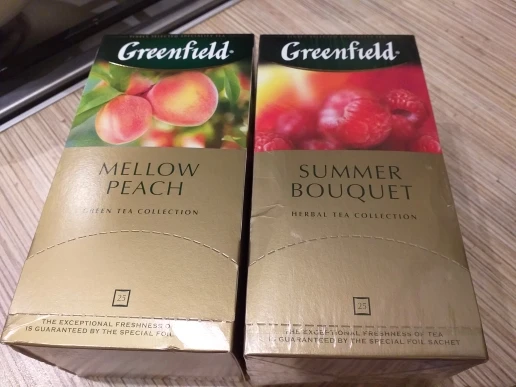 Greenfield
MELLOW
PEACH
GREEN TEA COLLECTION
25
THE EXCEPTIONAL FRESHNESS
IS GUARANTEED BY THE SPECIAL FOIL
Greenfield
SUMMER
BOUQUET
HERBAL TEA COLLECTION
25
THE EXCEPTIONAL FRESHNESS OF TEA
IS GUARANTEED BY THE SPECIAL FOIL SACHET